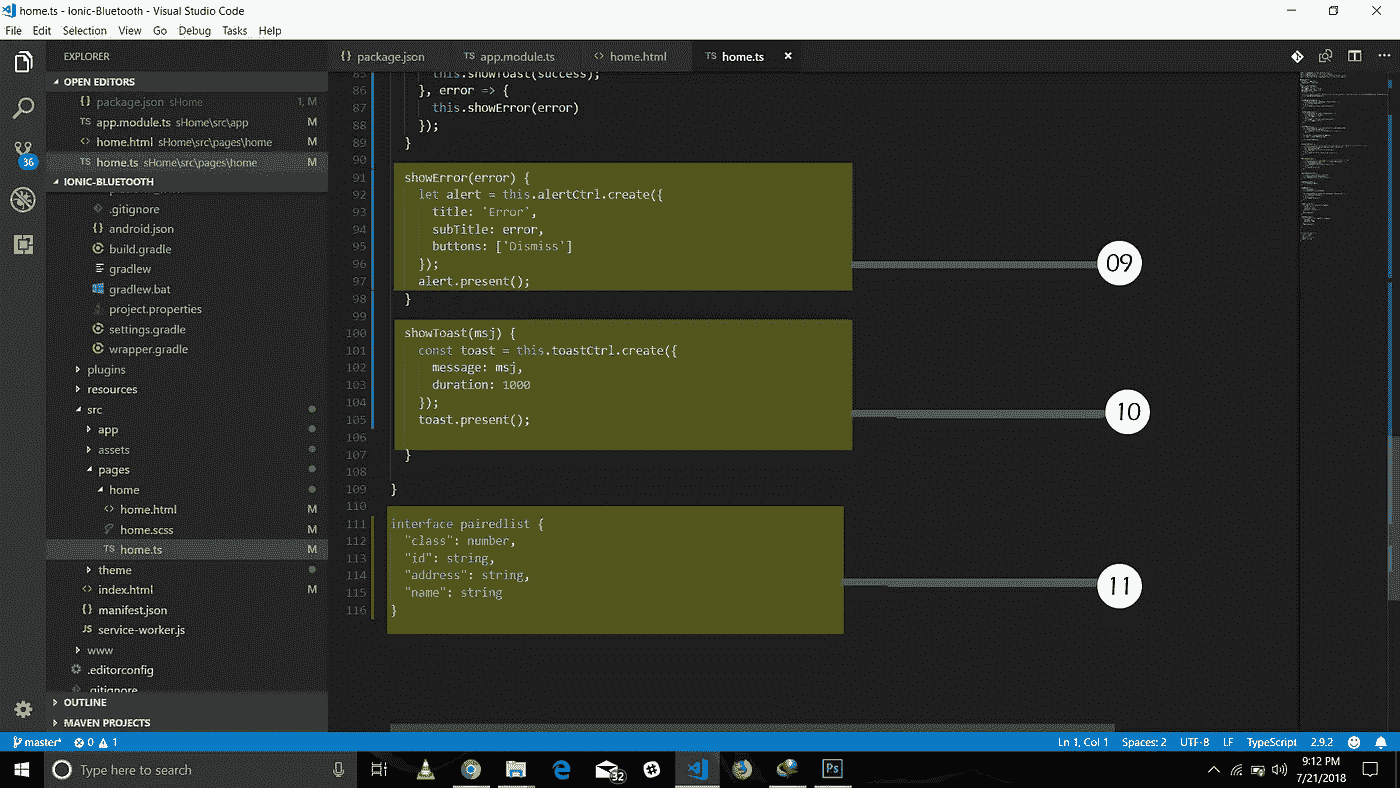 home.ts - Ionic-Bluetooth - Visual Studio Code
File Edit Selection View Go Debug Tasks Help
EXPLORER
OPEN EDITORS
{} package.json sHome 1, M
TS app.module.ts sHome\src\app M
<> home.html sHome\src\pages\home M
TS home.ts sHome\src\pages\home M
IONIC-BLUETOOTH
.gitignore
{} android.json
build.gradle
gradlew
gradlew.bat
project.properties
settings.gradle
wrapper.gradle
plugins
resources
src
app
assets
pages
home
<> home.html M
home.scss M
TS home.ts M
theme
<> index.html M
{} manifest.json
JS service-worker.js
www
.editorconfig
.gitignore
OUTLINE
MAVEN PROJECTS
36
{} package.json TS app.module.ts <> home.html TS home.ts ×
85 this.showToast(success);
86 }, error => {
87 this.showError(error)
88 });
89 }
90
91 showError(error) {
92 let alert = this.alertCtrl.create({
93 title: 'Error',
94 subTitle: error,
95 buttons: ['Dismiss']
96 });
97 alert.present();
98 }
99
100 showToast(msj) {
101 const toast = this.toastCtrl.create({
102 message: msj,
103 duration: 1000
104 });
105 toast.present();
106
107 }
108
109 }
110
111 interface pairedlist {
112 "class": number,
113 "id": string,
114 "address": string,
115 "name": string
116 }
09
10
11
master* 0 1 Ln 1, Col 1 Spaces: 2 UTF-8 LF TypeScript 2.9.2
Type here to search
32
Ps
9:12 PM
7/21/2018